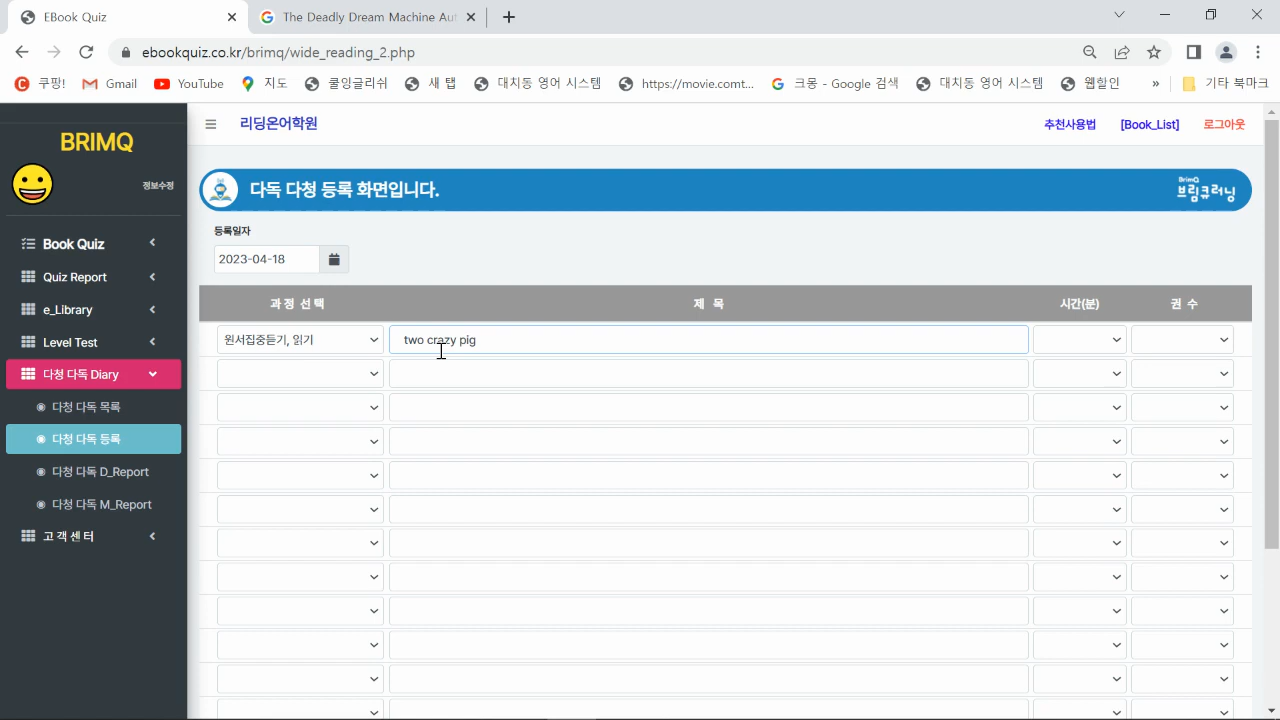 EBook Quiz
The Deadly Dream Machine Aut
ebookquiz.co.kr/brimq/wide_reading_2.php
쿠팡!
Gmail
YouTube
지도
쿨잉글리쉬
새 탭
대치동 영어 시스템
https://movie.comt...
크몽 - Google 검색
대치동 영어 시스템
웹할인
»
기타 북마크
BRIMQ
정보수정
Book Quiz
Quiz Report
e_Library
Level Test
다청 다독 Diary
다청 다독 목록
다청 다독 등록
다청 다독 D_Report
다청 다독 M_Report
고객센터
리딩온어학원
추천사용법 [Book_List] 로그아웃
다독 다청 등록 화면입니다.
BrimQ
브림큐러닝
등록일자
2023-04-18
과정 선택 제 목 시간(분) 권 수
원서집중듣기, 읽기 two crazy pig